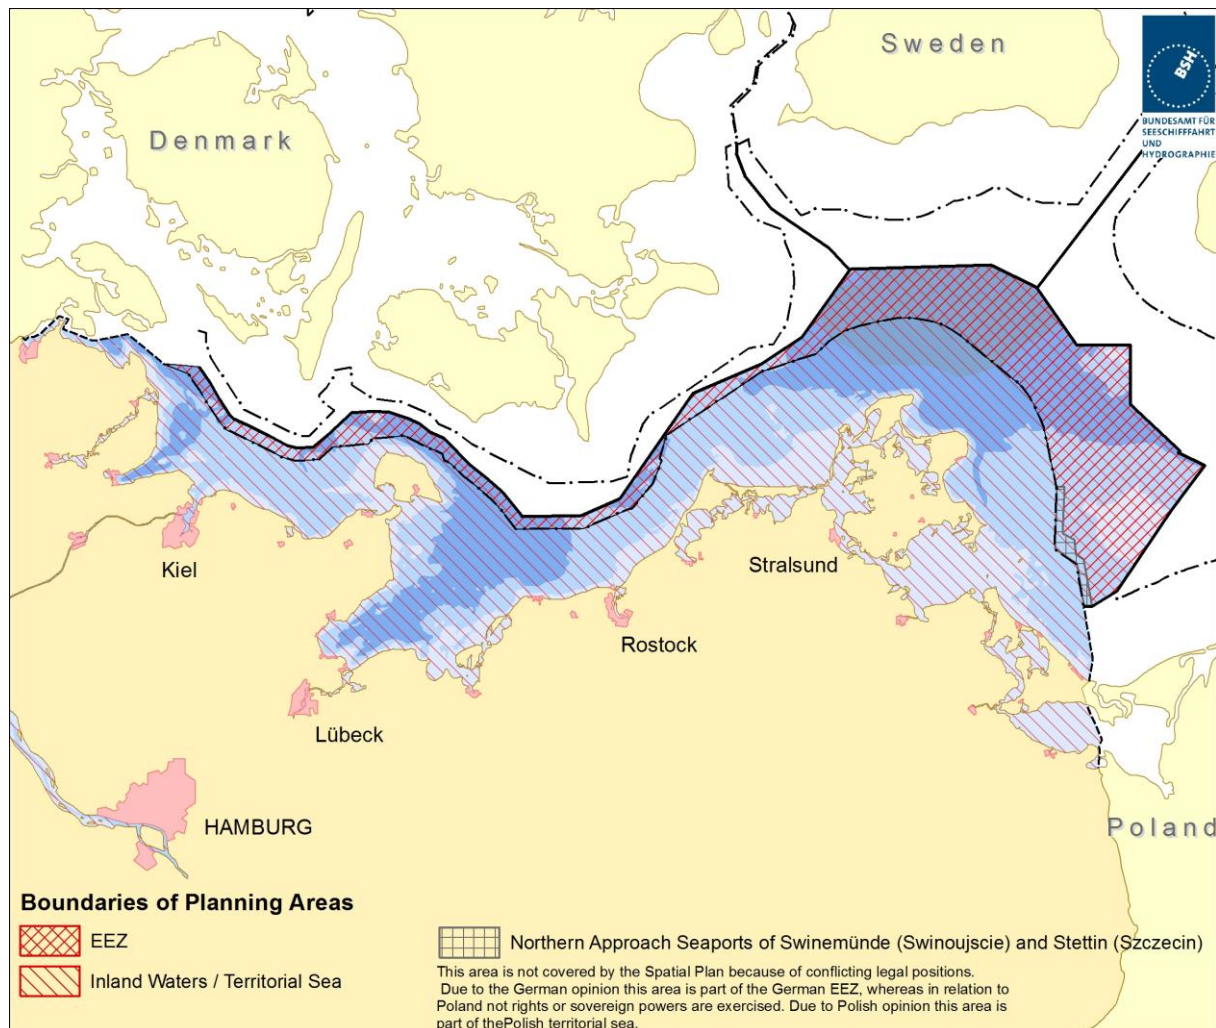 Sweden
Denmark
BSH
BUNDESAMT FÜR
SEESCHIFFFAHRT
UND
HYDROGRAPHIE
Kiel
Stralsund
Rostock
Lübeck
HAMBURG
Poland
Boundaries of Planning Areas
EEZ
Inland Waters / Territorial Sea
Northern Approach Seaports of Swinemünde (Swinoujscie) and Stettin (Szczecin)
This area is not covered by the Spatial Plan because of conflicting legal positions.
Due to the German opinion this area is part of the German EEZ, whereas in relation to
Poland not rights or sovereign powers are exercised. Due to Polish opinion this area is
part of thePolish territorial sea.